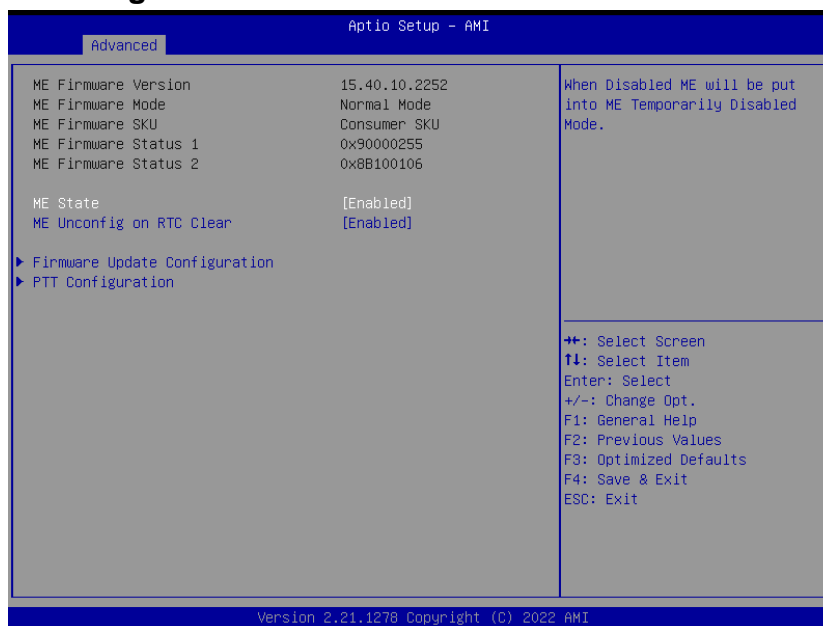 Aptio Setup – AMI
Advanced
ME Firmware Version 15.40.10.2252
ME Firmware Mode Normal Mode
ME Firmware SKU Consumer SKU
ME Firmware Status 1 0x90000255
ME Firmware Status 2 0x8B100106
ME State [Enabled]
ME Unconfig on RTC Clear [Enabled]
Firmware Update Configuration
PTT Configuration
When Disabled ME will be put
into ME Temporarily Disabled
Mode.
→←: Select Screen
↑↓: Select Item
Enter: Select
+/-: Change Opt.
F1: General Help
F2: Previous Values
F3: Optimized Defaults
F4: Save & Exit
ESC: Exit
Version 2.21.1278 Copyright (C) 2022 AMI